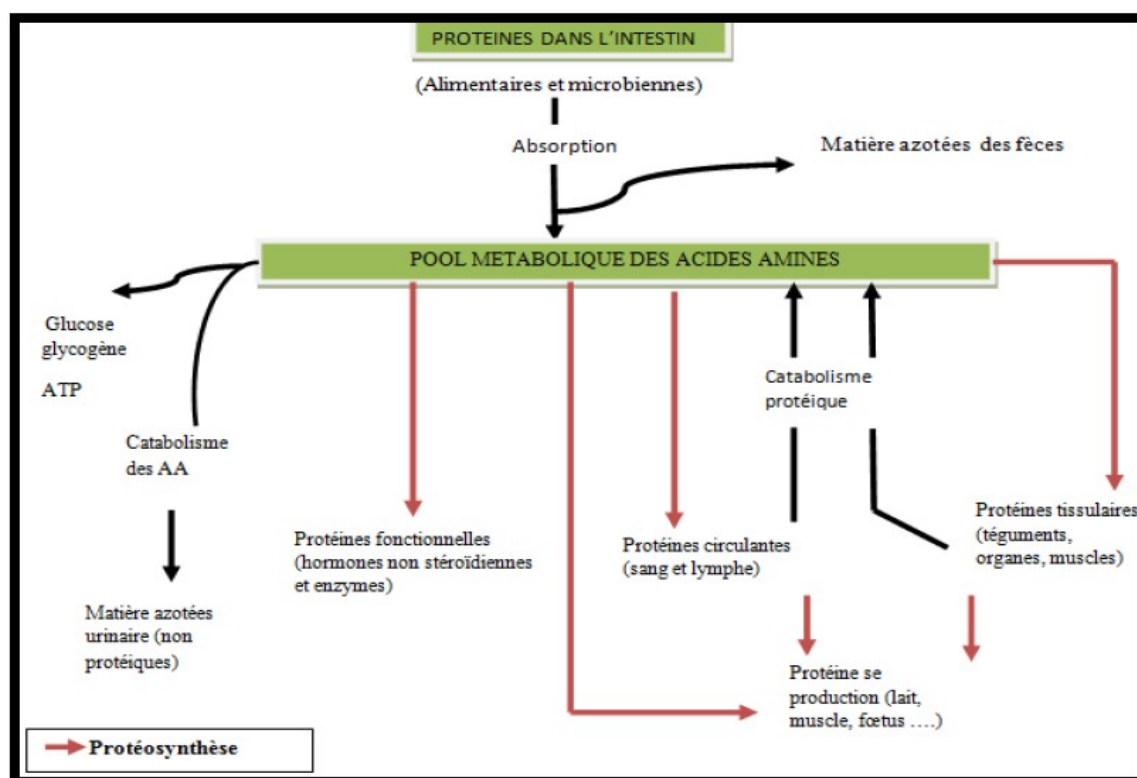 PROTEINES DANS L'INTESTIN
(Alimentaires et microbiennes)
Absorption
Matière azotées des fèces
POOL METABOLIQUE DES ACIDES AMINES
Glucose
glycogène
ATP
Catabolisme
protéique
Catabolisme
des AA
Protéines fonctionnelles
(hormones non stéroïdiennes
et enzymes)
Protéines circulantes
(sang et lymphe)
Protéines tissulaires
(téguments,
organes, muscles)
Matière azotées
urinaire (non
protéiques)
Protéine se
production (lait,
muscle, fœtus ….)
Protéosynthèse